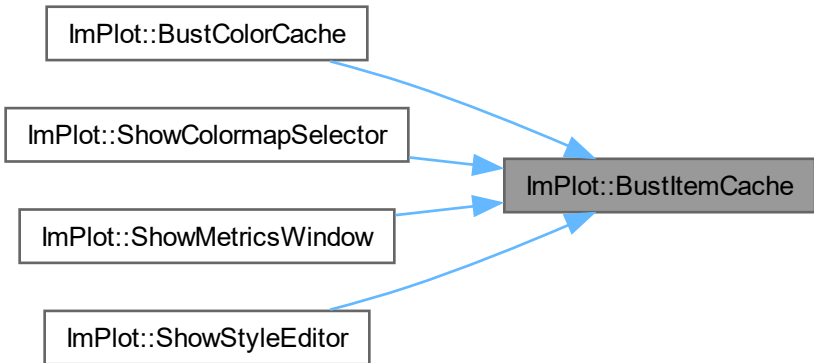 ImPlot::BustColorCache
ImPlot::ShowColormapSelector
ImPlot::BustItemCache
ImPlot::ShowMetricsWindow
ImPlot::ShowStyleEditor